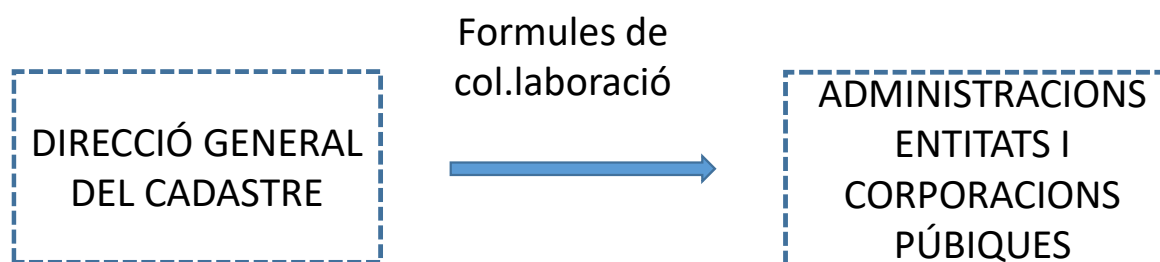 Formules de
col.laboració
DIRECCIÓ GENERAL
DEL CADASTRE
ADMINISTRACIONS
ENTITATS I
CORPORACIONS
PÚBIQUES